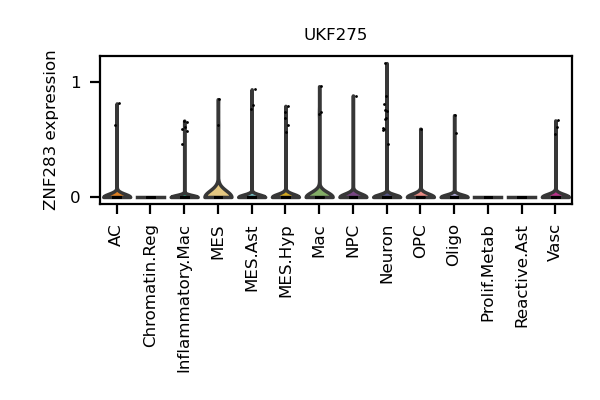 UKF275
ZNF283 expression
1
0
AC
Chromatin.Reg
Inflammatory.Mac
MES
MES.Ast
MES.Hyp
Mac
NPC
Neuron
OPC
Oligo
Prolif.Metab
Reactive.Ast
Vasc